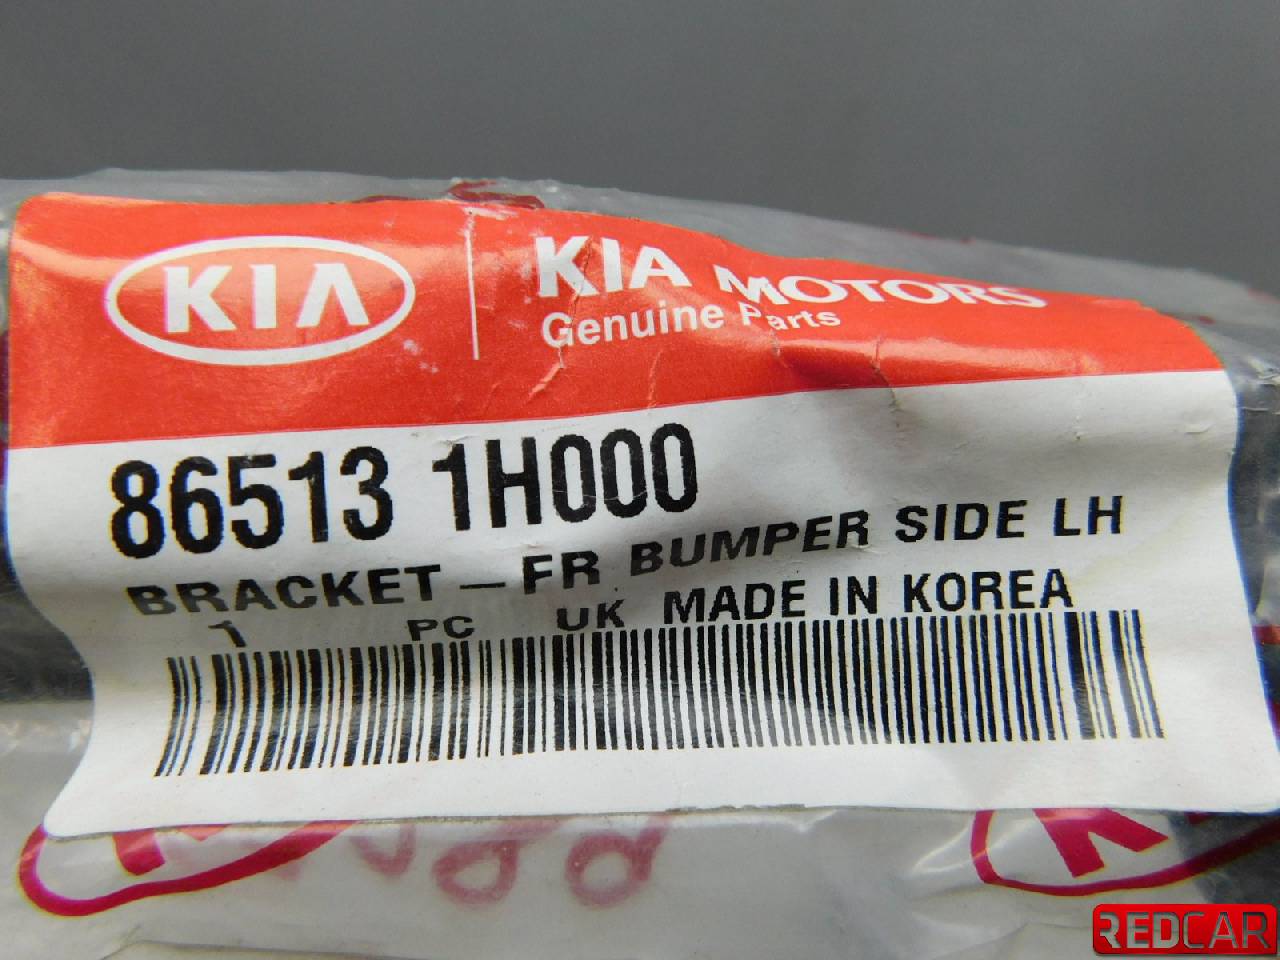 KIA
KIA MOTORS
Genuine Parts
86513 1H000
BRACKET-FR BUMPER SIDE LH
1 PC UK MADE IN KOREA
REDCAR